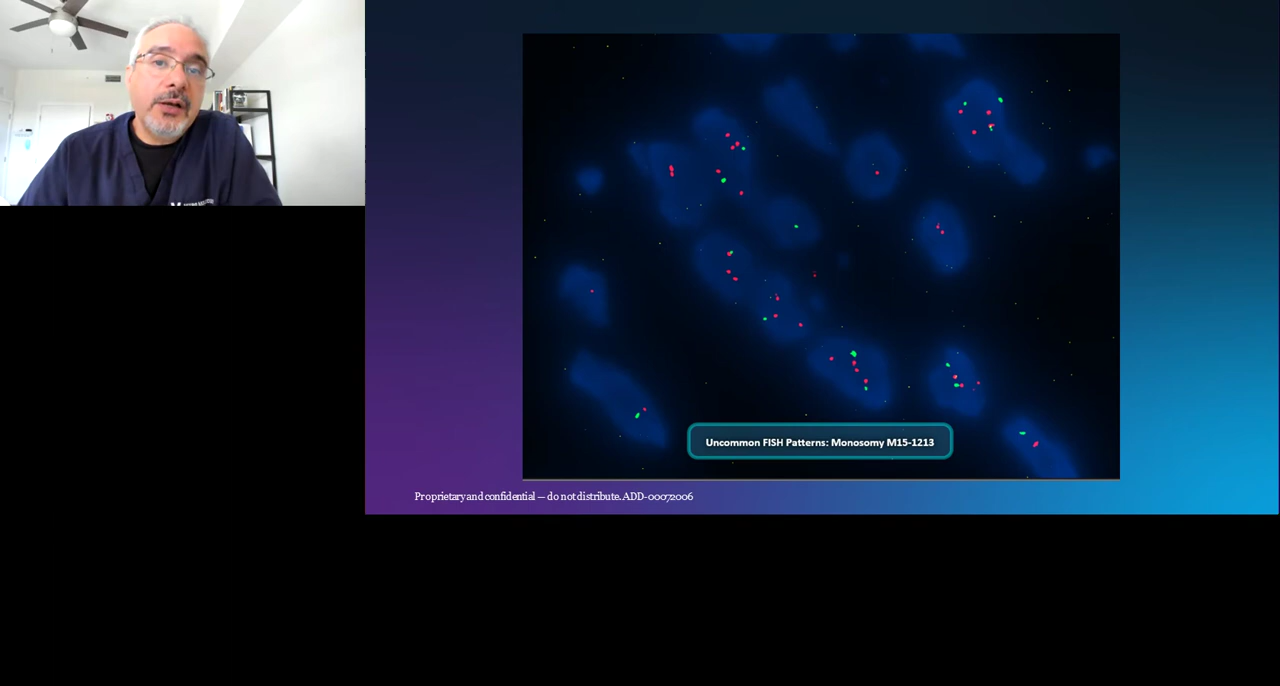 Uncommon FISH Patterns: Monosomy M15-1213
Proprietary and confidential — do not distribute. ADD-00072006